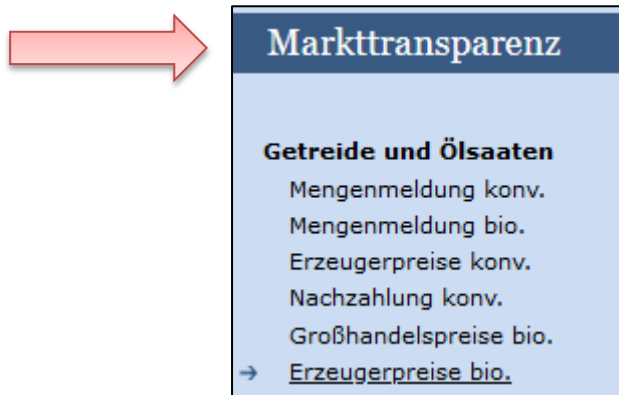 Markttransparenz
Getreide und Ölsaaten
Mengenmeldung konv.
Mengenmeldung bio.
Erzeugerpreise konv.
Nachzahlung konv.
Großhandelspreise bio.
→ Erzeugerpreise bio.